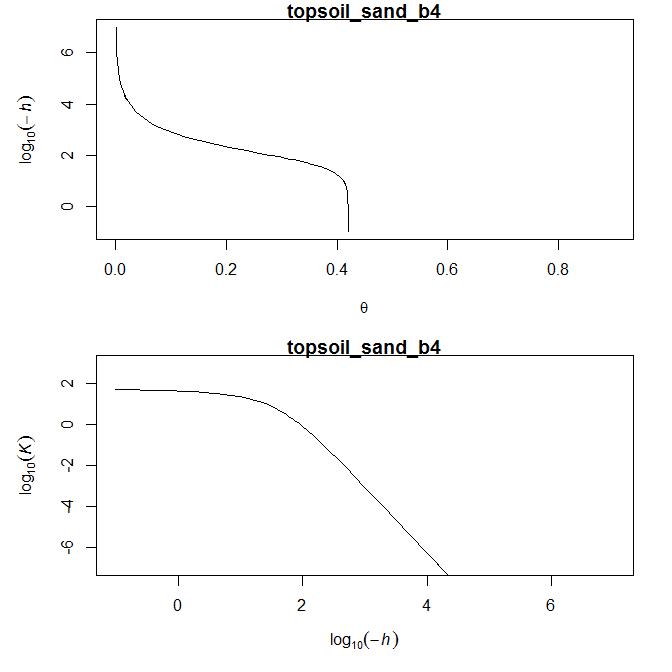 topsoil_sand_b4
log10(−h)
6
4
2
0
0.0 0.2 0.4 0.6 0.8
θ
topsoil_sand_b4
log10(K)
2
0
-2
-4
-6
0 2 4 6
log10(−h)